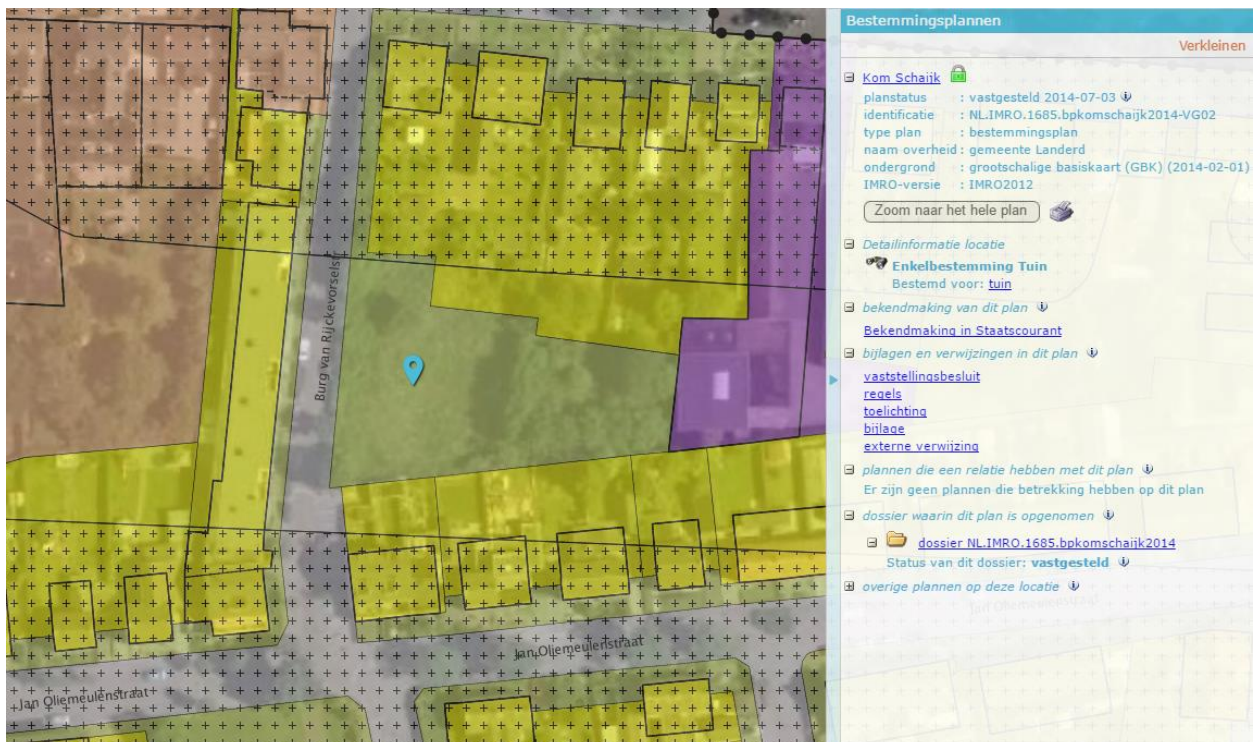 Bestemmingsplannen
Verkleinen
Kom Schaijk
planstatus : vastgesteld 2014-07-03
identificatie : NL.IMRO.1685.bpkomschaijk2014-VG02
type plan : bestemmingsplan
naam overheid : gemeente Landerd
ondergrond : grootschalige basiskaart (GBK) (2014-02-01)
IMRO-versie : IMRO2012
Zoom naar het hele plan
Detailinformatie locatie
Enkelbestemming Tuin
Bestemd voor: tuin
bekendmaking van dit plan
Bekendmaking in Staatscourant
bijlagen en verwijzingen in dit plan
vaststellingsbesluit
regels
toelichting
bijlage
externe verwijzing
plannen die een relatie hebben met dit plan
Er zijn geen plannen die betrekking hebben op dit plan
dossier waarin dit plan is opgenomen
dossier NL.IMRO.1685.bpkomschaijk2014
Status van dit dossier: vastgesteld
overige plannen op deze locatie
Burg van Rijckevorselstr
Jan Oliemeulenstraat
Jan Oliemeulenstraat
Jan Oliemeulenstraat